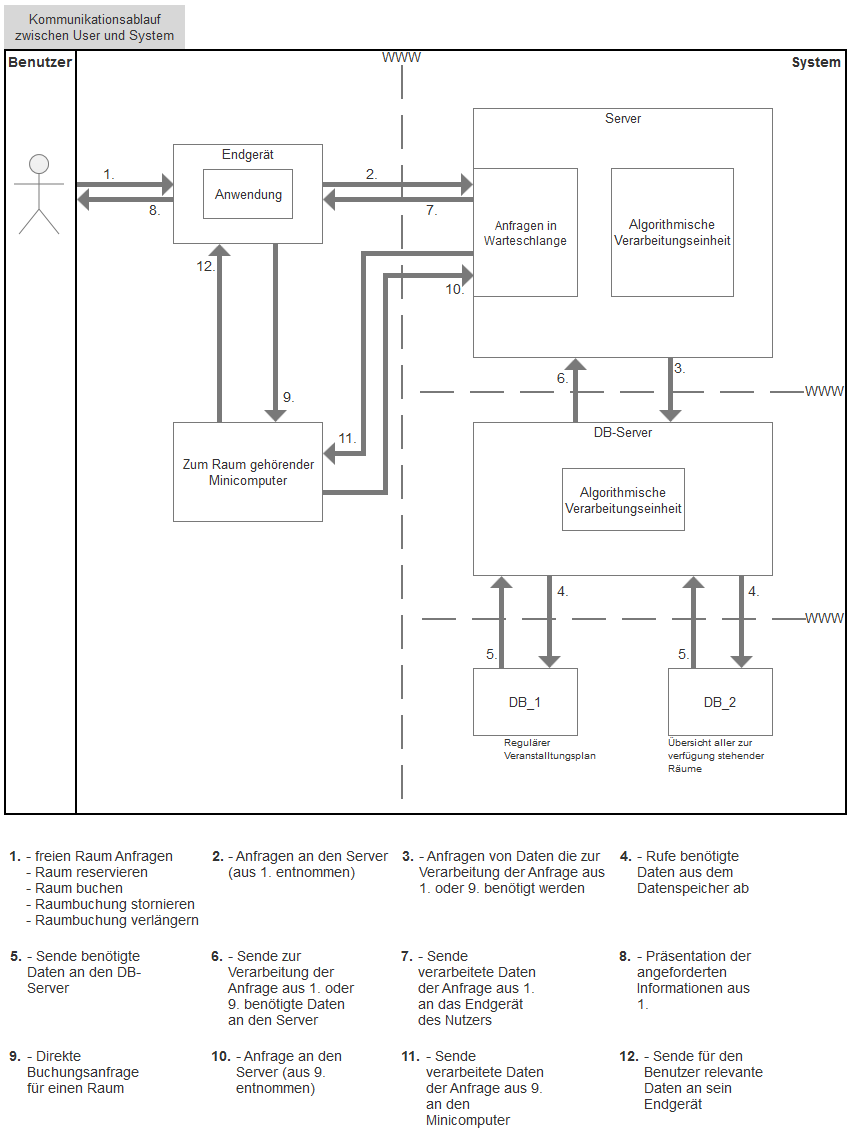 Kommunikationsablauf
zwischen User und System
Benutzer
WWW
System
Server
Endgerät
Anwendung
1.
8.
2.
7.
Anfragen in
Warteschlange
Algorithmische
Verarbeitungseinheit
12.
9.
10.
11.
6.
3.
WWW
Zum Raum gehörender
Minicomputer
DB-Server
Algorithmische
Verarbeitungseinheit
4.
4.
WWW
5.
5.
DB_1
DB_2
Regulärer
Veranstalltungsplan
Übersicht aller zur
verfügung stehender
Räume
1. - freien Raum Anfragen
- Raum reservieren
- Raum buchen
- Raumbuchung stornieren
- Raumbuchung verlängern
2. - Anfragen an den Server
(aus 1. entnommen)
3. - Anfragen von Daten die zur
Verarbeitung der Anfrage aus
1. oder 9. benötigt werden
4. - Rufe benötigte
Daten aus dem
Datenspeicher ab
5. - Sende benötigte
Daten an den DB-
Server
6. - Sende zur
Verarbeitung der
Anfrage aus 1. oder
9. benötigte Daten
an den Server
7. - Sende
verarbeitete Daten
der Anfrage aus 1.
an das Endgerät
des Nutzers
8. - Präsentation der
angeforderten
Informationen aus
1.
9. - Direkte
Buchungsanfrage
für einen Raum
10. - Anfrage an den
Server (aus 9.
entnommen)
11. - Sende
verarbeitete Daten
der Anfrage aus 9.
an den
Minicomputer
12. - Sende für den
Benutzer relevante
Daten an sein
Endgerät